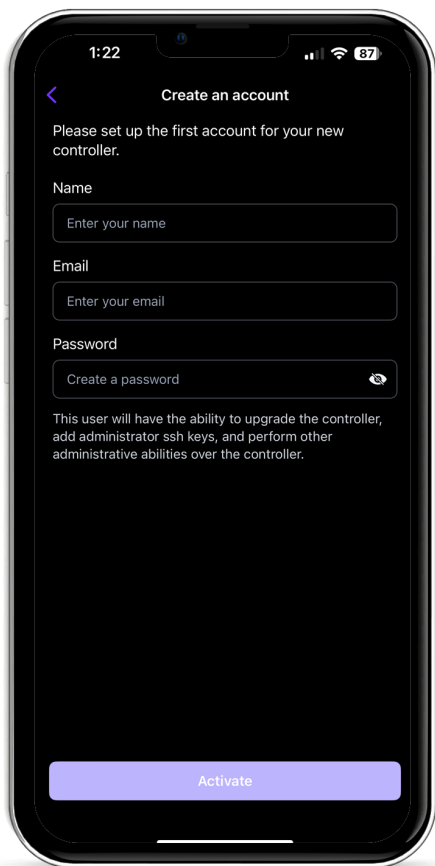 1:22
87
Create an account
Please set up the first account for your new
controller.
Name
Enter your name
Email
Enter your email
Password
Create a password
This user will have the ability to upgrade the controller,
add administrator ssh keys, and perform other
administrative abilities over the controller.
Activate